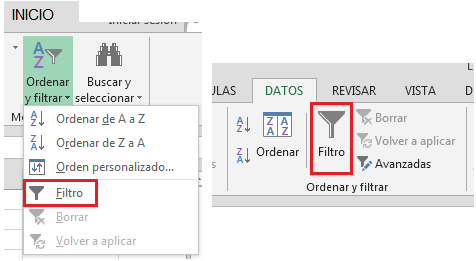 INICIO
Iniciar sesión
Ordenar y filtrar
Buscar y seleccionar
Ordenar de A a Z
Ordenar de Z a A
Orden personalizado...
Filtro
Borrar
Volver a aplicar
ULAS DATOS REVISAR VISTA
Ordenar
Filtro
Borrar
Volver a aplicar
Avanzadas
Ordenar y filtrar